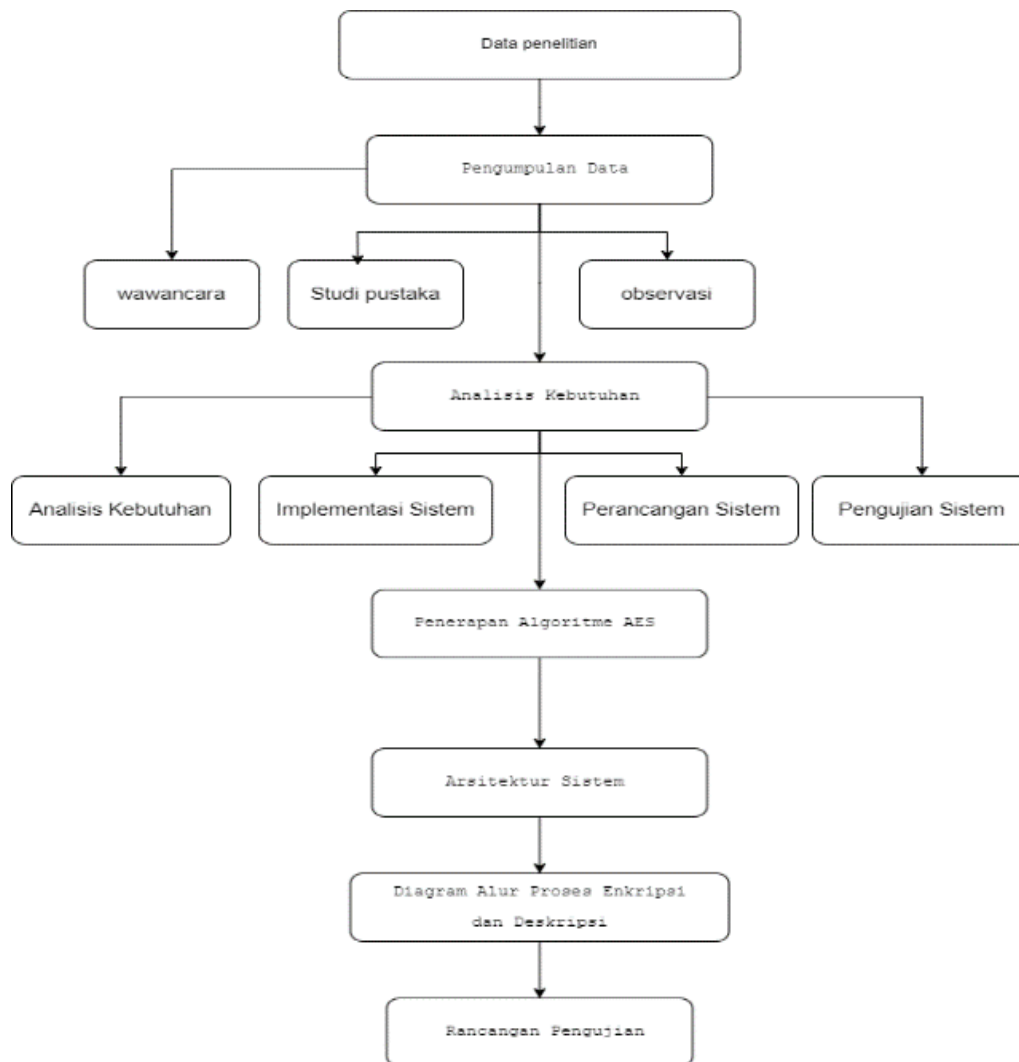 Data penelitian
Pengumpulan Data
wawancara
Studi pustaka
observasi
Analisis Kebutuhan
Analisis Kebutuhan
Implementasi Sistem
Perancangan Sistem
Pengujian Sistem
Penerapan Algoritme AES
Arsitektur Sistem
Diagram Alur Proses Enkripsi
dan Deskripsi
Rancangan Pengujian